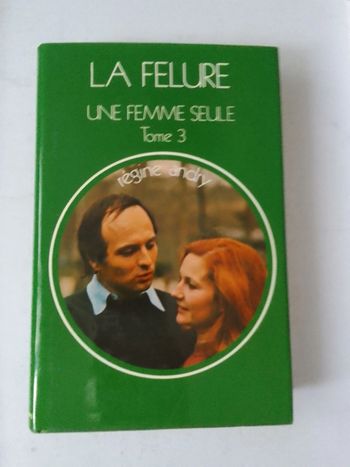 LA FELURE
UNE FEMME SEULE
Tome 3
régine andry